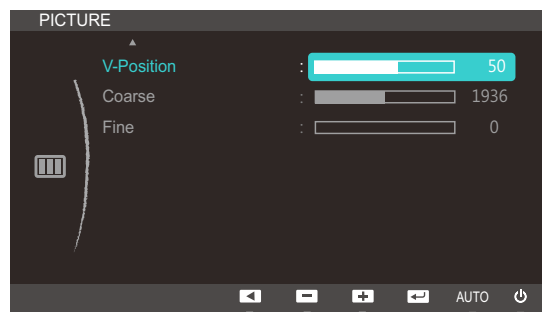 PICTURE
V-Position : 50
Coarse : 1936
Fine : 0
AUTO